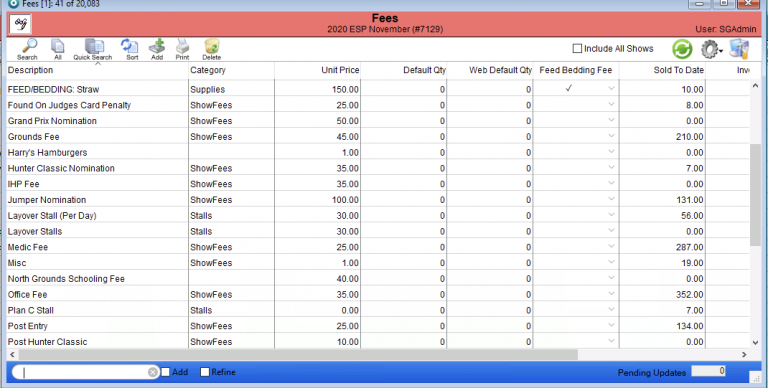 Fees [1]: 41 of 20,083
Fees
2020 ESP November (#7129)
User: SGAdmin
Search All Quick Search Sort Add Print Delete
Include All Shows
Description Category Unit Price Default Qty Web Default Qty Feed Bedding Fee Sold To Date Inv
FEED/BEDDING: Straw Supplies 150.00 0 0 ✓ 10.00
Found On Judges Card Penalty ShowFees 25.00 0 0 8.00
Grand Prix Nomination ShowFees 50.00 0 0 0.00
Grounds Fee ShowFees 45.00 0 0 210.00
Harry's Hamburgers 1.00 0 0 0.00
Hunter Classic Nomination ShowFees 35.00 0 0 7.00
IHP Fee ShowFees 35.00 0 0 0.00
Jumper Nomination ShowFees 100.00 0 0 131.00
Layover Stall (Per Day) Stalls 30.00 0 0 56.00
Layover Stalls Stalls 30.00 0 0 0.00
Medic Fee ShowFees 25.00 0 0 287.00
Misc ShowFees 1.00 0 0 19.00
North Grounds Schooling Fee 40.00 0 0 0.00
Office Fee ShowFees 35.00 0 0 352.00
Plan C Stall Stalls 0.00 0 0 7.00
Post Entry ShowFees 25.00 0 0 134.00
Post Hunter Classic ShowFees 10.00 0 0 0.00
Add Refine Pending Updates 0